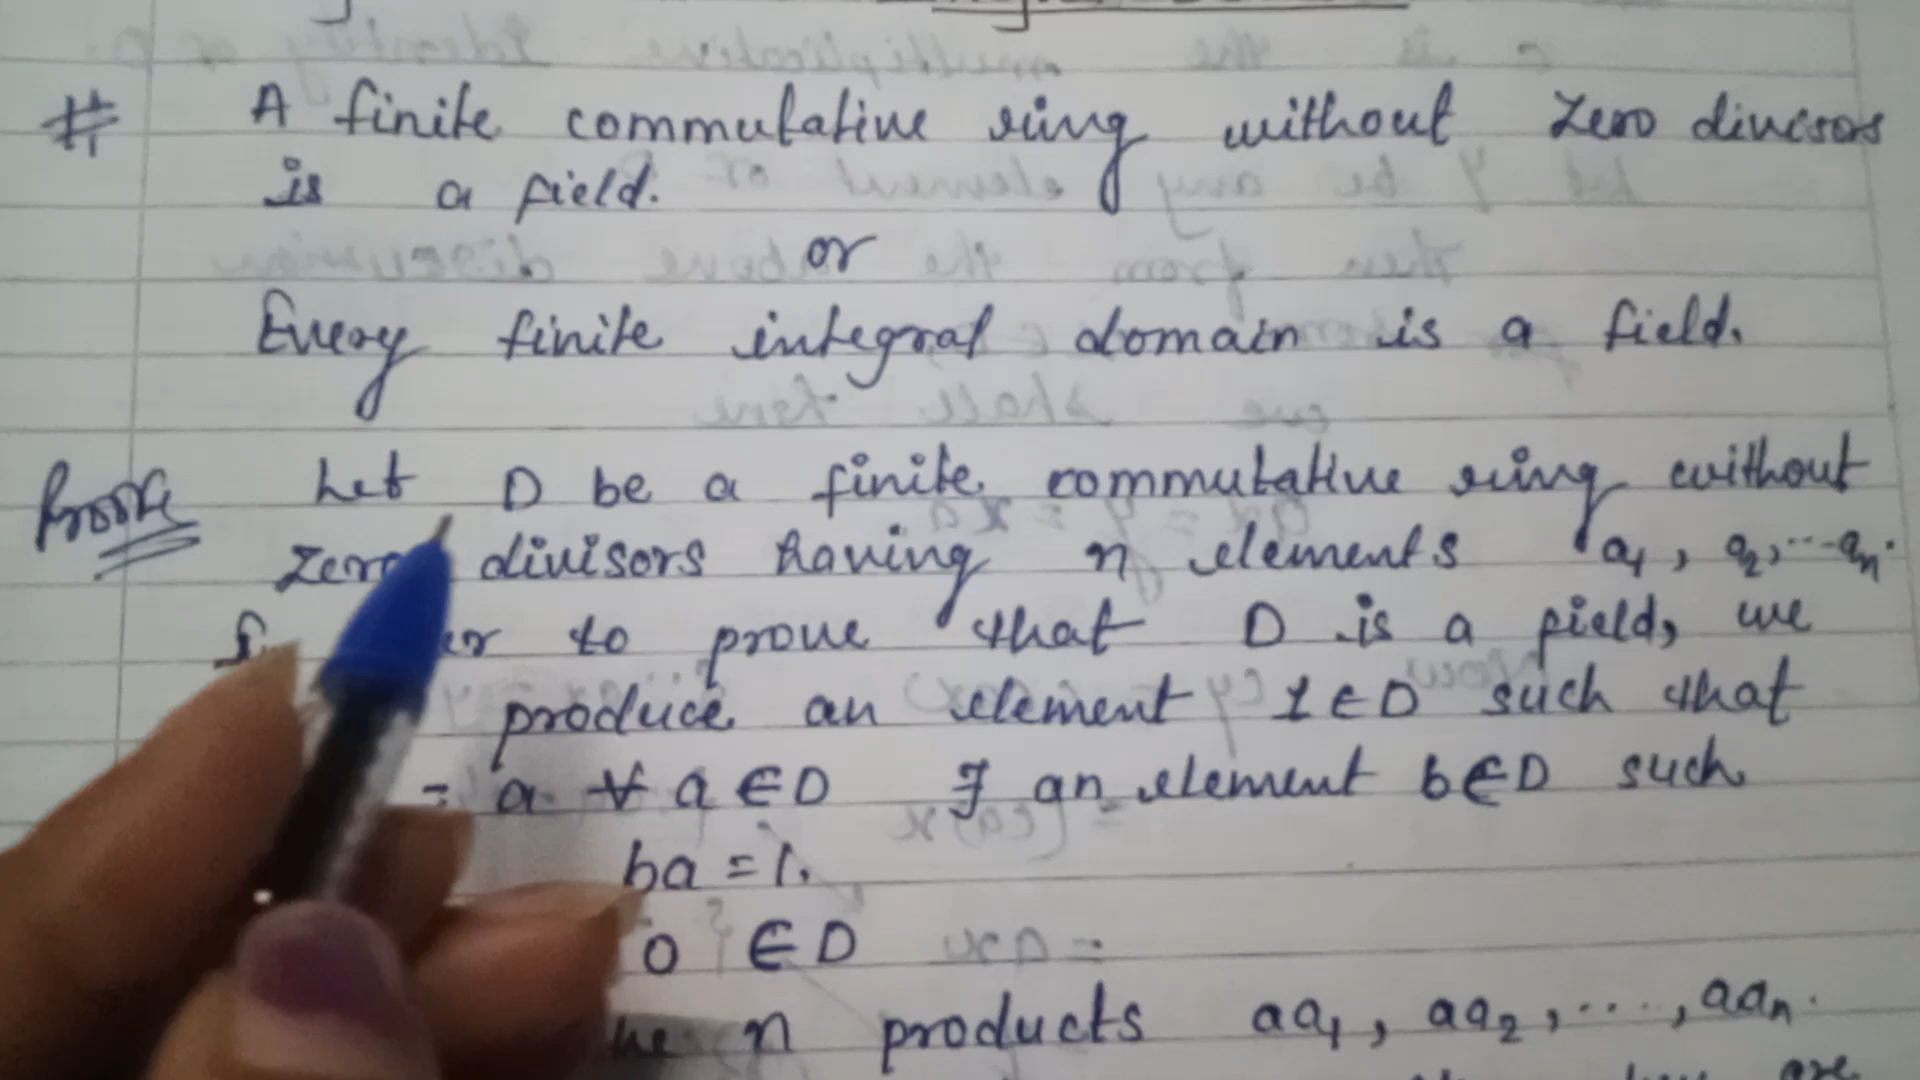 # A finite commutative ring without zero divisors
is a field.
or
Every finite integral domain is a field.
Proof Let D be a finite commutative ring without
zero divisors having n elements a1, a2, ...an.
to prove that D is a field, we
produce an element 1∈D such that
= a ∀ a∈D ∃ an element b∈D such
ba = 1.
0 ∈ D
n products aa1, aa2, ...., aan.
are